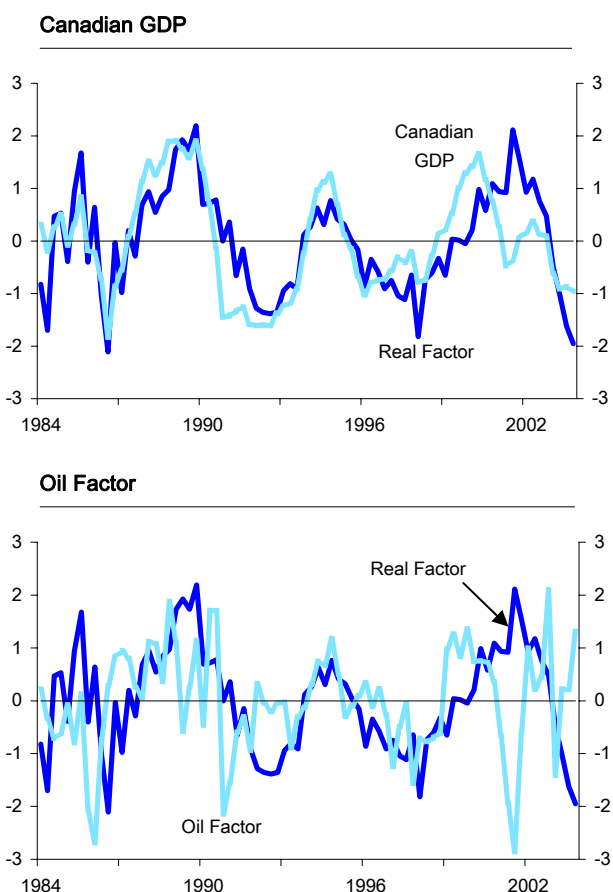 Canadian GDP
3 3
2 Canadian 2
GDP
1 1
0 0
-1 -1
-2 Real Factor -2
-3 -3
1984 1990 1996 2002
Oil Factor
3 3
Real Factor
2 2
1 1
0 0
-1 -1
-2 -2
Oil Factor
-3 -3
1984 1990 1996 2002